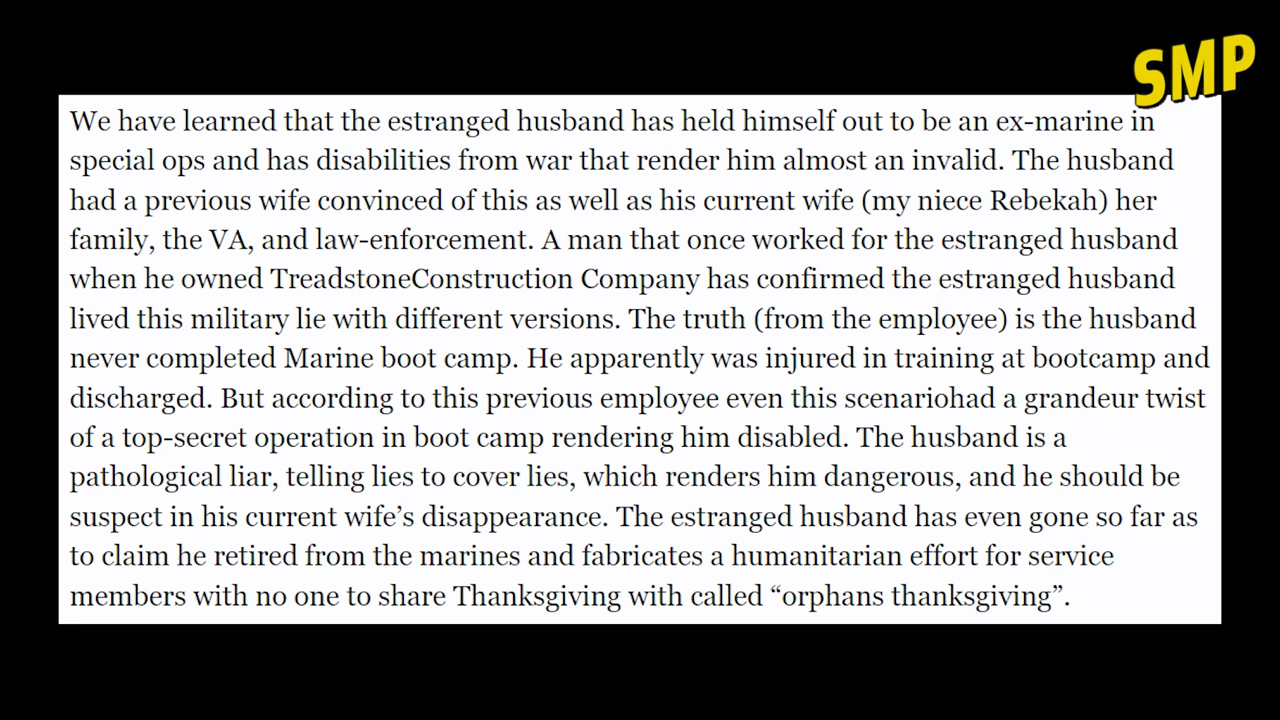 SMP
We have learned that the estranged husband has held himself out to be an ex-marine in
special ops and has disabilities from war that render him almost an invalid. The husband
had a previous wife convinced of this as well as his current wife (my niece Rebekah) her
family, the VA, and law-enforcement. A man that once worked for the estranged husband
when he owned TreadstoneConstruction Company has confirmed the estranged husband
lived this military lie with different versions. The truth (from the employee) is the husband
never completed Marine boot camp. He apparently was injured in training at bootcamp and
discharged. But according to this previous employee even this scenariohad a grandeur twist
of a top-secret operation in boot camp rendering him disabled. The husband is a
pathological liar, telling lies to cover lies, which renders him dangerous, and he should be
suspect in his current wife’s disappearance. The estranged husband has even gone so far as
to claim he retired from the marines and fabricates a humanitarian effort for service
members with no one to share Thanksgiving with called “orphans thanksgiving”.